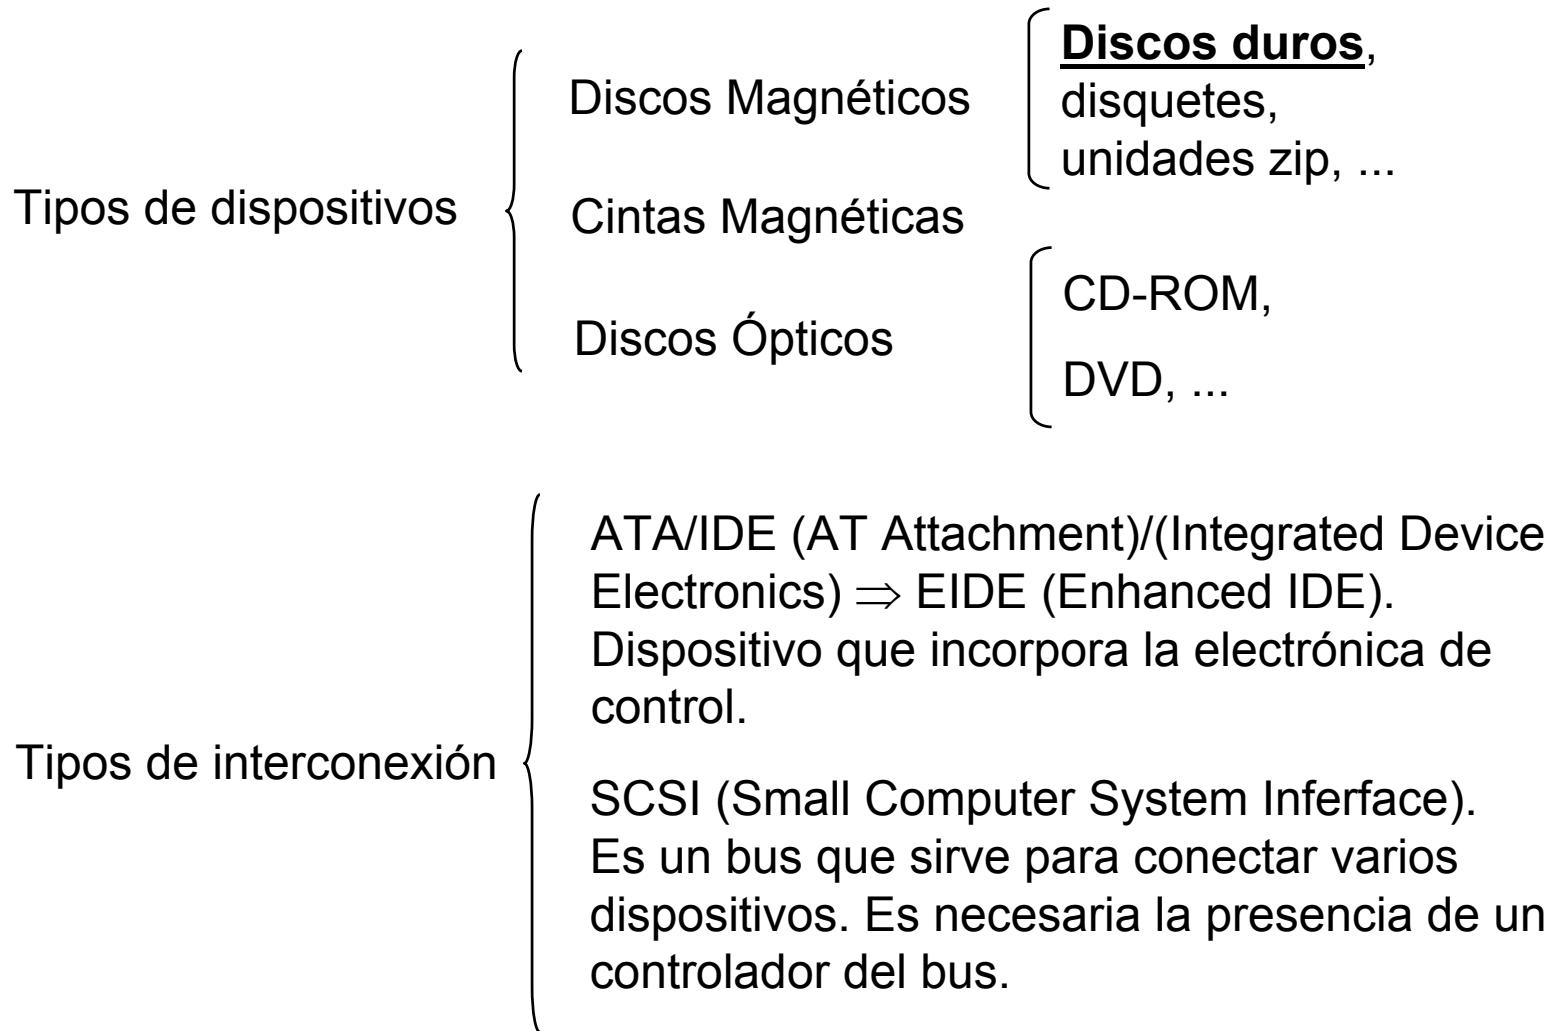 Tipos de dispositivos
Discos Magnéticos
Discos duros,
disquetes,
unidades zip, ...
Cintas Magnéticas
Discos Ópticos
CD-ROM,
DVD, ...
Tipos de interconexión
ATA/IDE (AT Attachment)/(Integrated Device
Electronics) ⇒ EIDE (Enhanced IDE).
Dispositivo que incorpora la electrónica de
control.
SCSI (Small Computer System Inferface).
Es un bus que sirve para conectar varios
dispositivos. Es necesaria la presencia de un
controlador del bus.